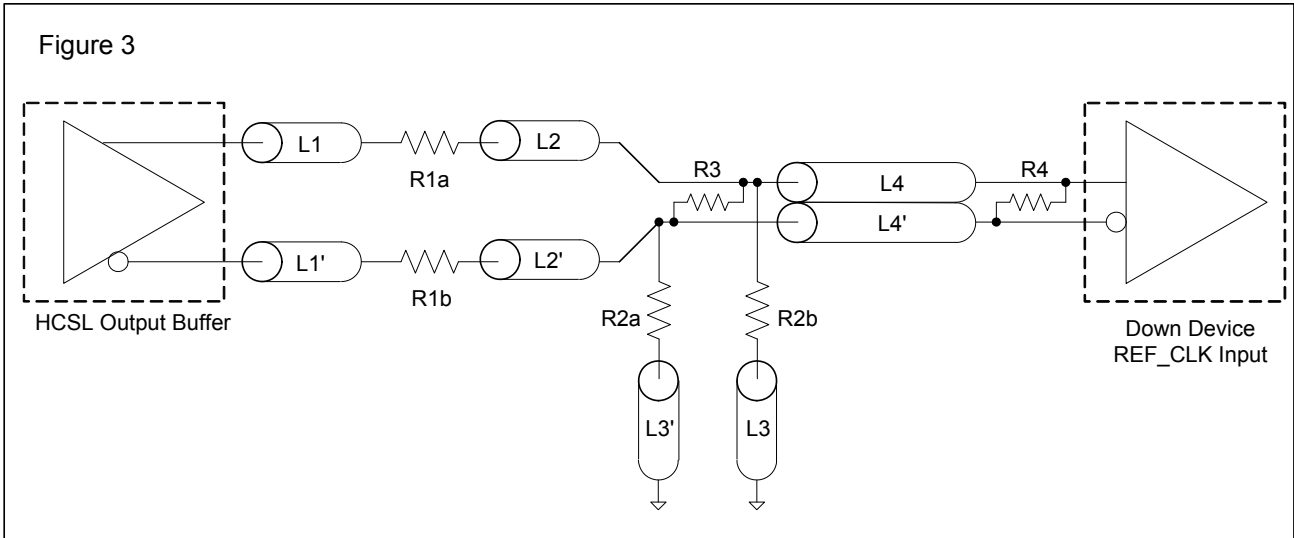 Figure 3
L1
R1a
L2
R3
L4
R4
L4'
L1'
R1b
L2'
HCSL Output Buffer
R2a
R2b
Down Device
REF_CLK Input
L3'
L3